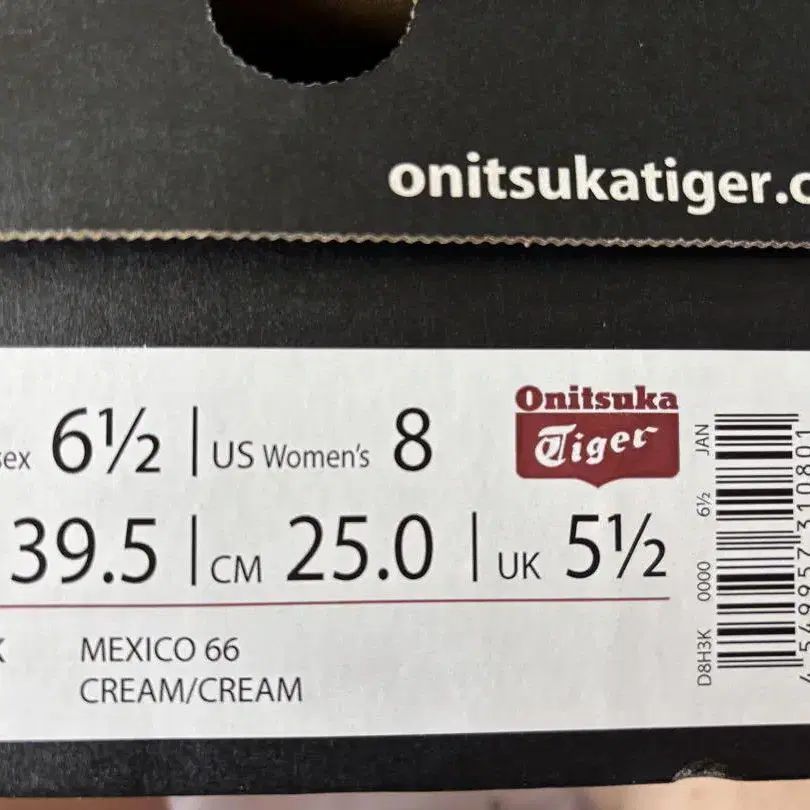 onitsukatiger.c
sex 6½ | US Women's 8
Onitsuka
Tiger
39.5 | CM 25.0 | UK 5½
K MEXICO 66
CREAM/CREAM
D8H3K 0000 6½ JAN
4 549957 310801